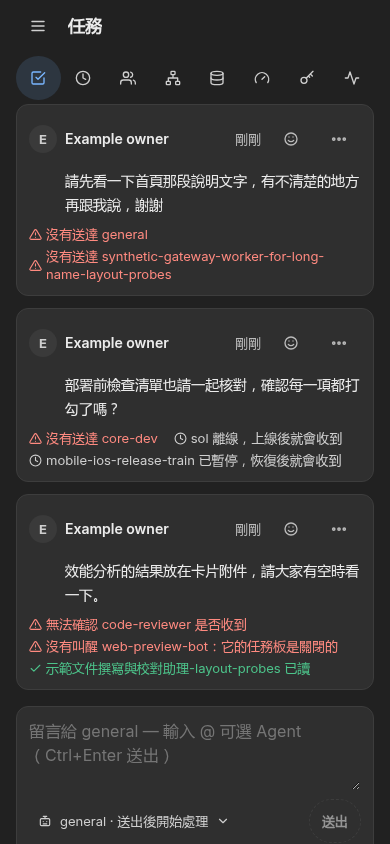 任務
E Example owner 剛剛
請先看一下首頁那段說明文字，有不清楚的地方
再跟我說，謝謝
沒有送達 general
沒有送達 synthetic-gateway-worker-for-long-
name-layout-probes
E Example owner 剛剛
部署前檢查清單也請一起核對，確認每一項都打
勾了嗎？
沒有送達 core-dev sol 離線，上線後就會收到
mobile-ios-release-train 已暫停，恢復後就會收到
E Example owner 剛剛
效能分析的結果放在卡片附件，請大家有空時看
一下。
無法確認 code-reviewer 是否收到
沒有叫醒 web-preview-bot：它的任務板是關閉的
示範文件撰寫與校對助理-layout-probes 已讀
留言給 general — 輸入 @ 可選 Agent
（Ctrl+Enter 送出）
general · 送出後開始處理 送出